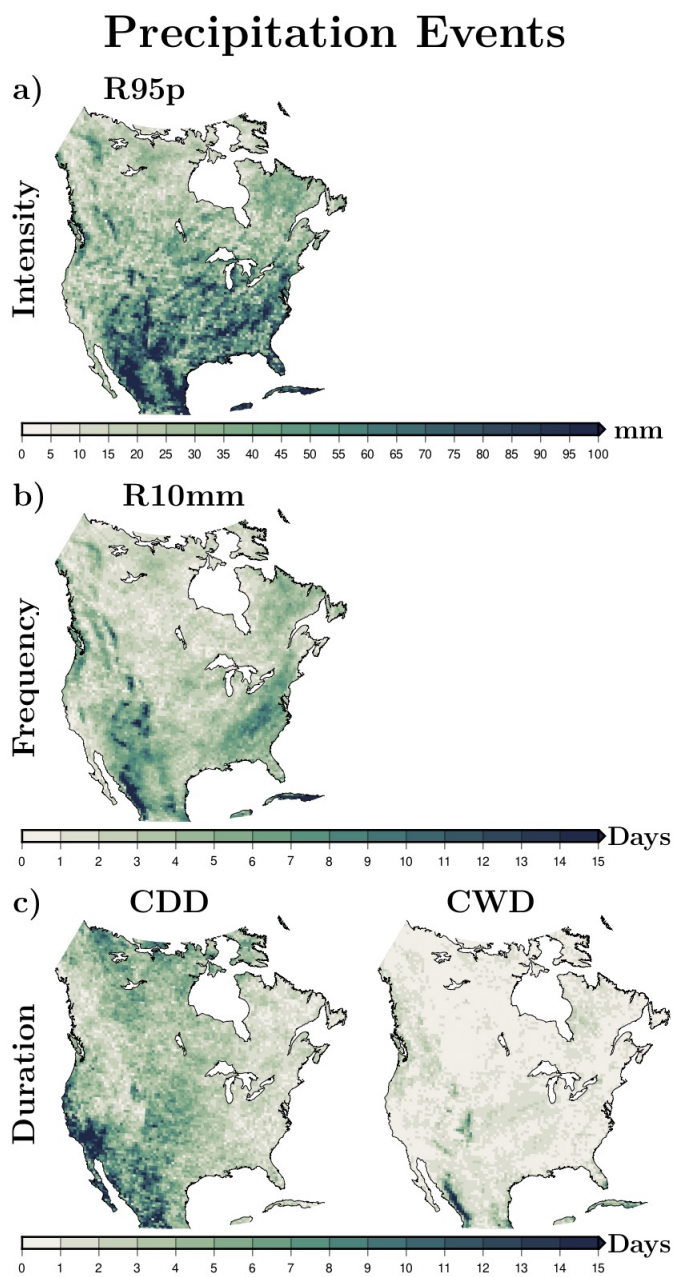 Precipitation Events
a) R95p
Intensity
0 5 10 15 20 25 30 35 40 45 50 55 60 65 70 75 80 85 90 95 100 mm
b) R10mm
Frequency
0 1 2 3 4 5 6 7 8 9 10 11 12 13 14 15 Days
c) CDD CWD
Duration
0 1 2 3 4 5 6 7 8 9 10 11 12 13 14 15 Days